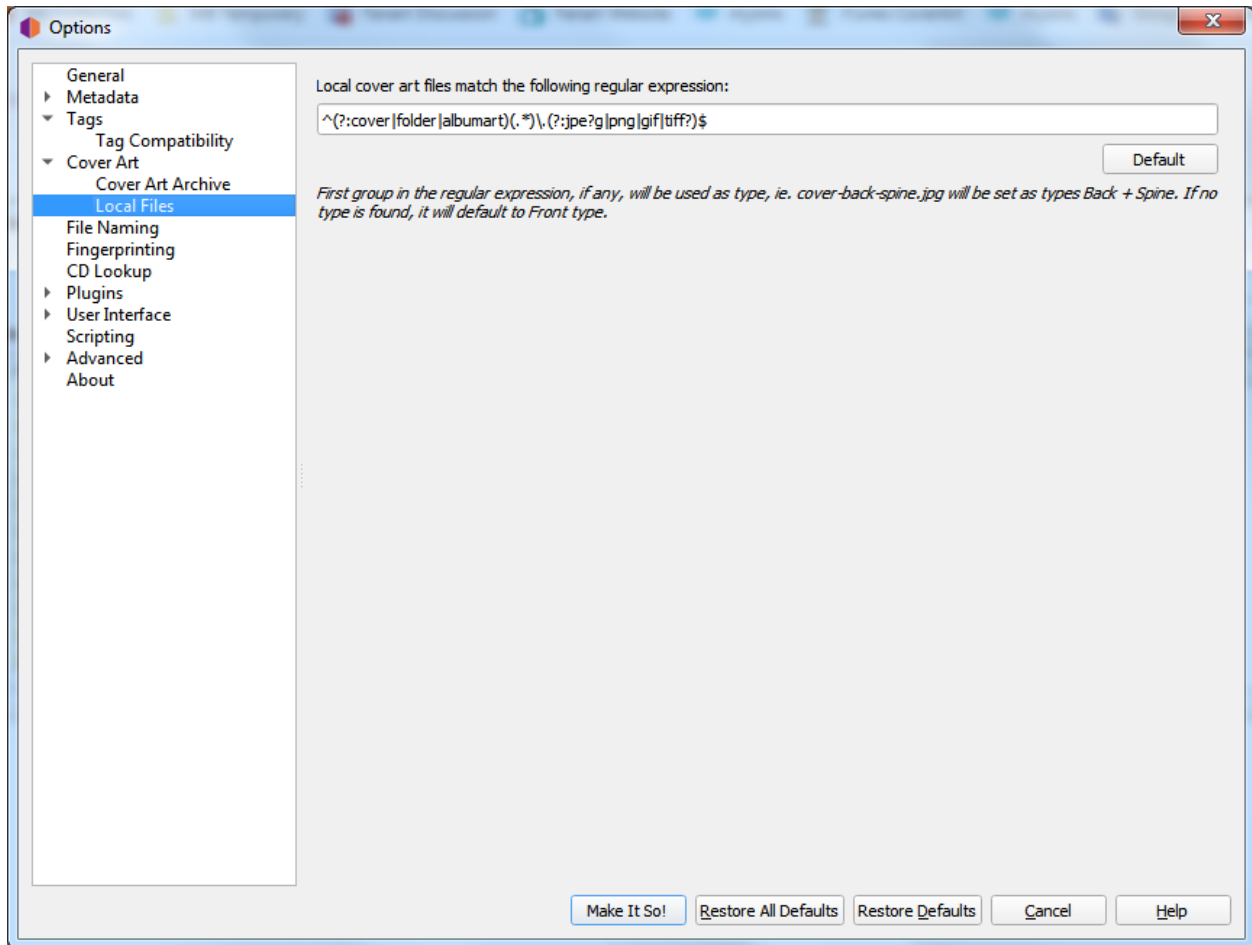 Options
General
Metadata
Tags
Tag Compatibility
Cover Art
Cover Art Archive
Local Files
File Naming
Fingerprinting
CD Lookup
Plugins
User Interface
Scripting
Advanced
About
Local cover art files match the following regular expression:
^(?:cover|folder|albumart)(.*)\.(?:jpe?g|png|gif|tiff?)$
Default
First group in the regular expression, if any, will be used as type, ie. cover-back-spine.jpg will be set as types Back + Spine. If no
type is found, it will default to Front type.
Make It So!
Restore All Defaults
Restore Defaults
Cancel
Help